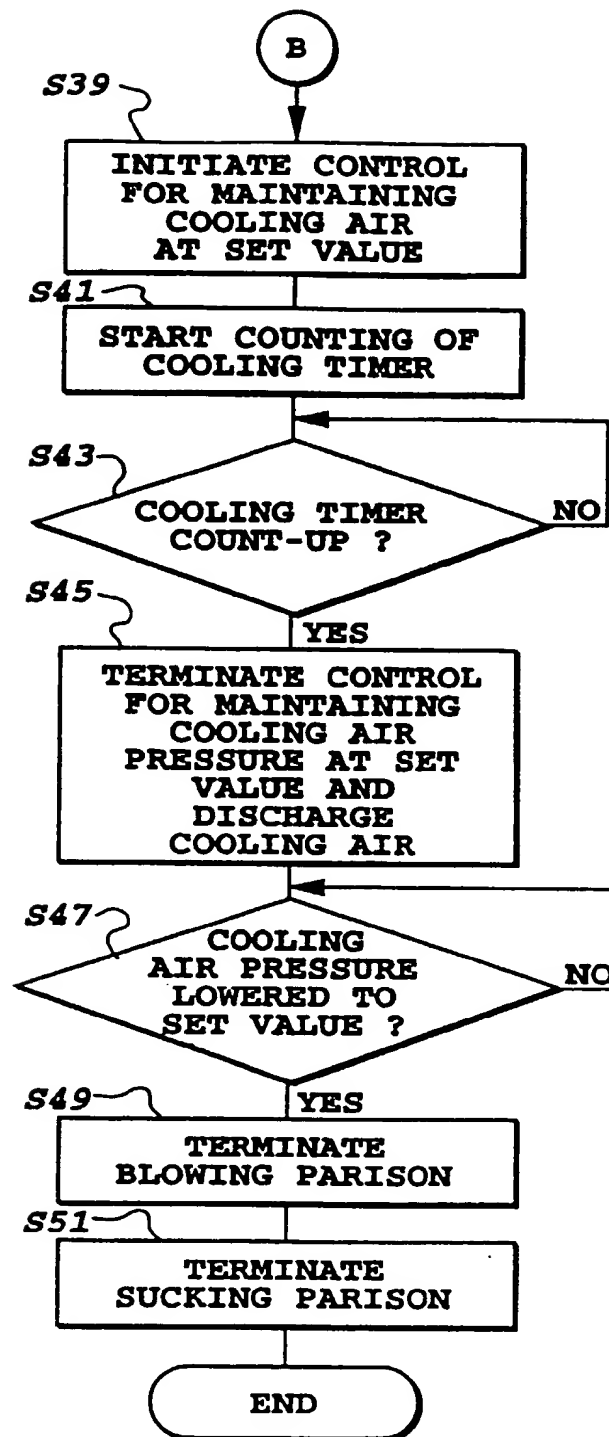 B
S39
INITIATE CONTROL
FOR MAINTAINING
COOLING AIR
AT SET VALUE
S41
START COUNTING OF
COOLING TIMER
S43
COOLING TIMER
COUNT-UP ?
NO
YES
S45
TERMINATE CONTROL
FOR MAINTAINING
COOLING AIR
PRESSURE AT SET
VALUE AND
DISCHARGE
COOLING AIR
S47
COOLING
AIR PRESSURE
LOWERED TO
SET VALUE ?
NO
YES
S49
TERMINATE
BLOWING PARISON
S51
TERMINATE
SUCKING PARISON
END